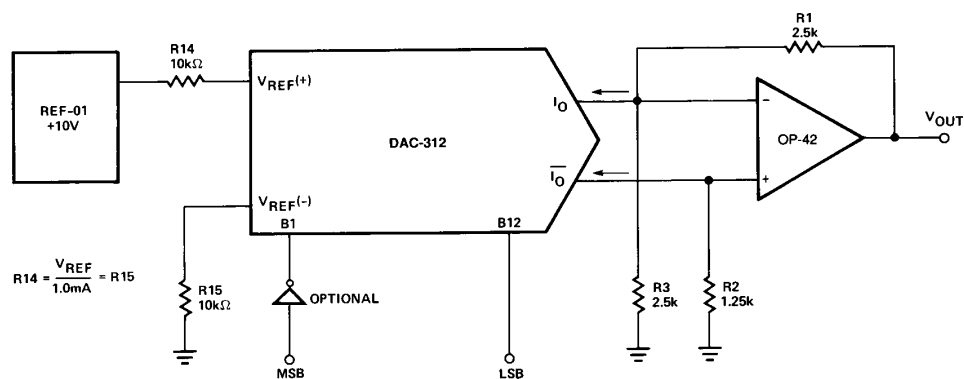 REF-01
+10V
R14
10kΩ
VREF(+)
VREF(-)
B1
DAC-312
B12
IO
I̅O̅
R1
2.5k
−
+
OP-42
VOUT
R14 = VREF / 1.0mA = R15
R15
10kΩ
OPTIONAL
MSB
LSB
R3
2.5k
R2
1.25k